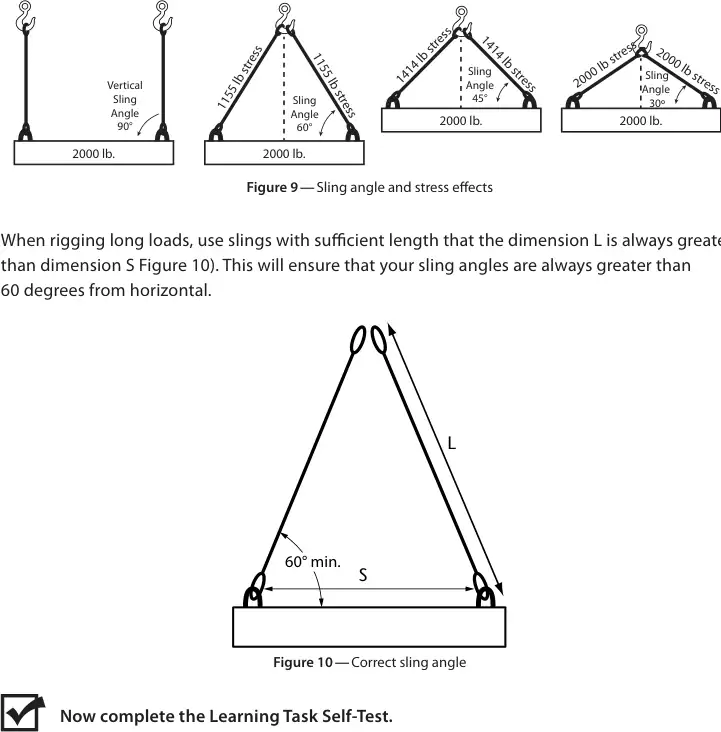 Vertical
Sling
Angle
90°
2000 lb.
1155 lb stress
1155 lb stress
Sling
Angle
60°
2000 lb.
1414 lb stress
1414 lb stress
Sling
Angle
45°
2000 lb.
2000 lb stress
2000 lb stress
Sling
Angle
30º
2000 lb.
Figure 9 — Sling angle and stress effects
When rigging long loads, use slings with sufficient length that the dimension L is always greate
than dimension S Figure 10). This will ensure that your sling angles are always greater than
60 degrees from horizontal.
L
60° min.
S
Figure 10 — Correct sling angle
Now complete the Learning Task Self-Test.